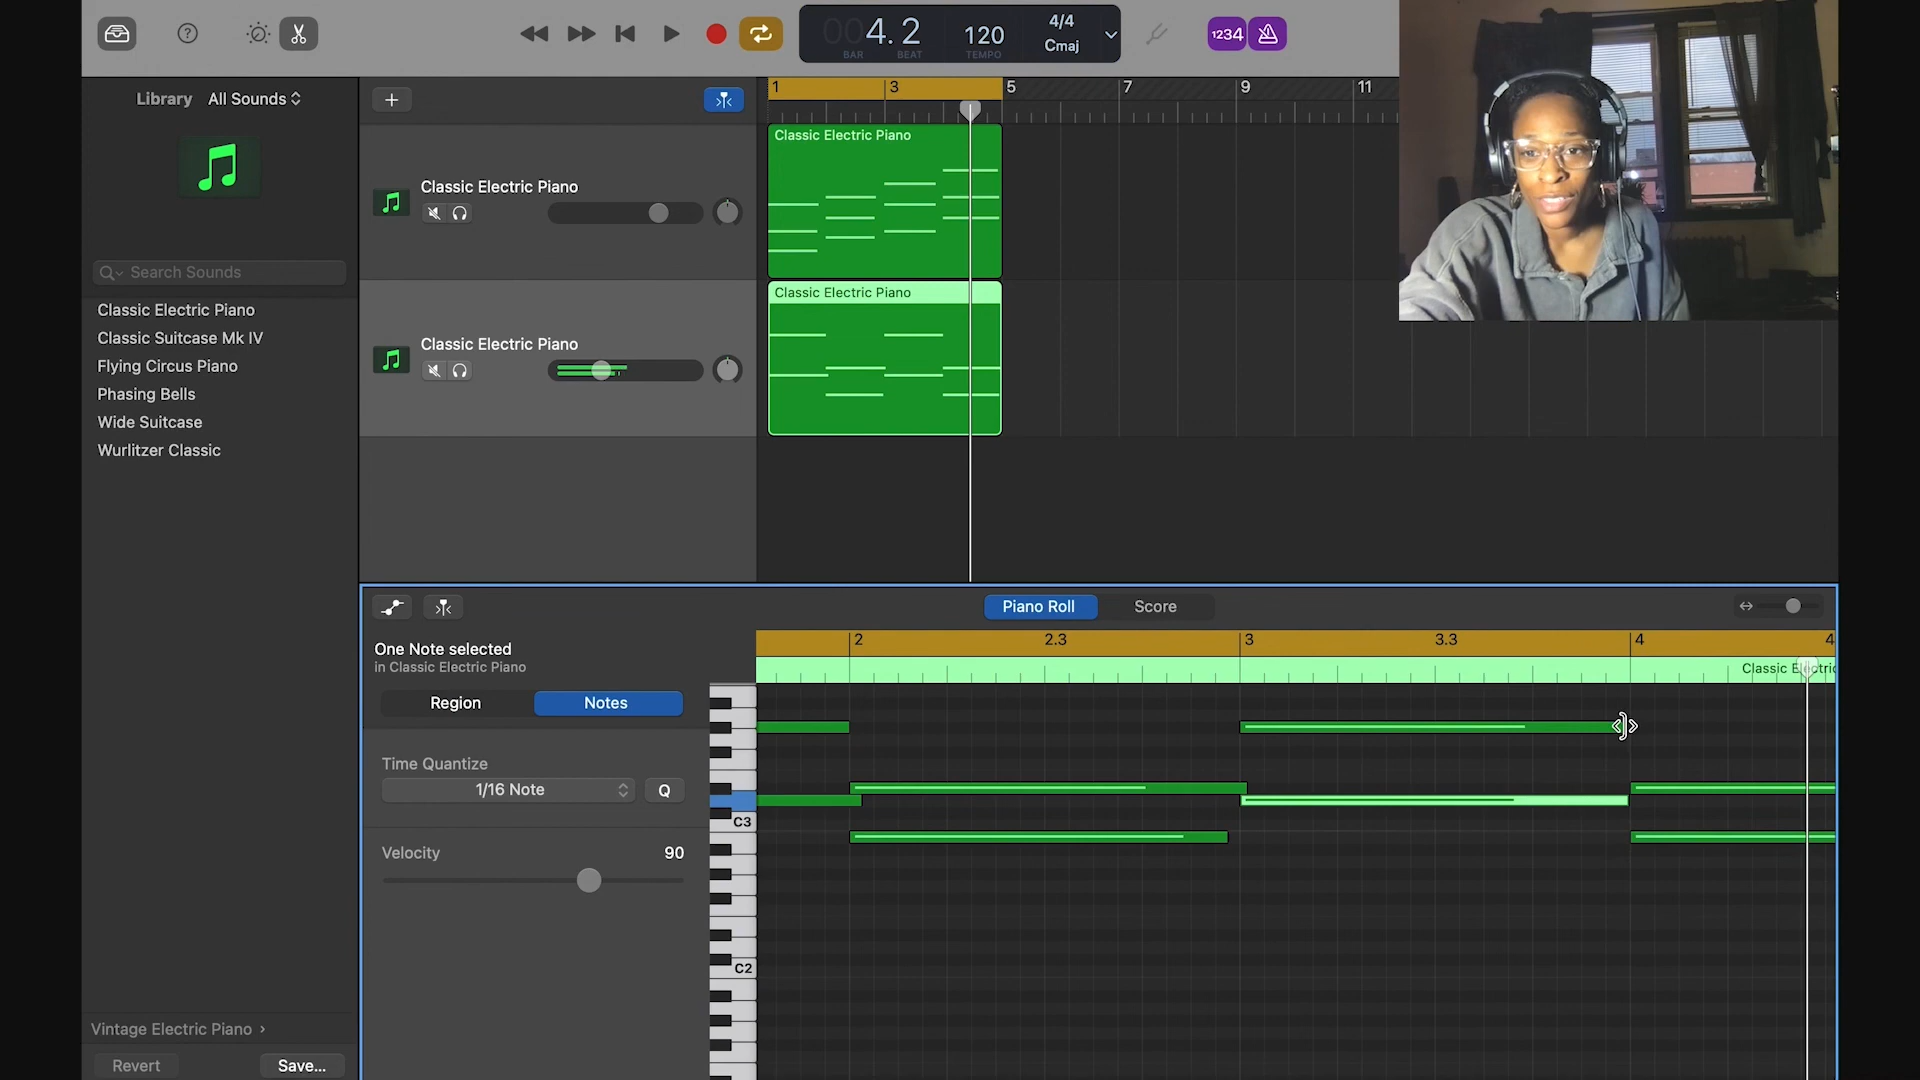 004. 2
BAR
BEAT
120
TEMPO
4/4
Cmaj
1234
Library
All Sounds
Search Sounds
Classic Electric Piano
Classic Suitcase Mk IV
Flying Circus Piano
Phasing Bells
Wide Suitcase
Wurlitzer Classic
Vintage Electric Piano
Revert
Save...
1
3
5
7
9
11
Classic Electric Piano
Classic Electric Piano
Classic Electric Piano
Classic Electric Piano
Piano Roll
Score
One Note selected
in Classic Electric Piano
Region
Notes
Time Quantize
1/16 Note
Q
Velocity
90
2
2.3
3
3.3
4
4
Classic Electric
C3
C2